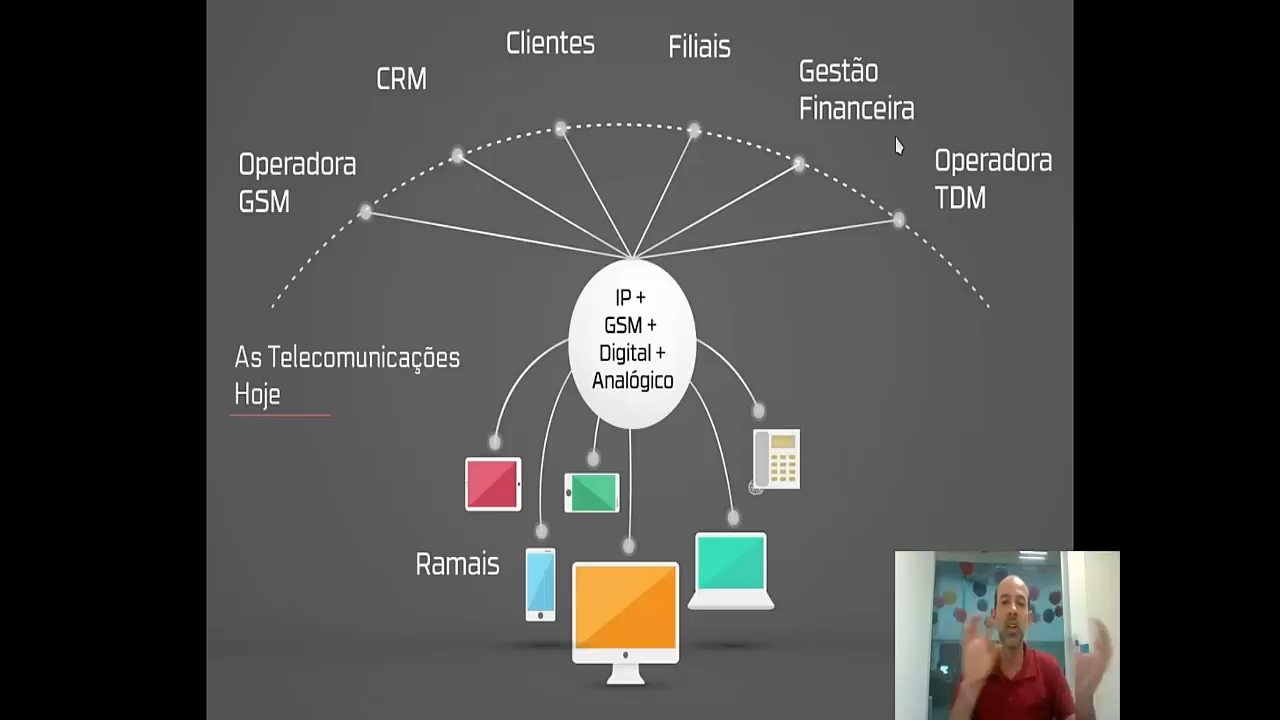 Clientes
Filiais
CRM
Gestão
Financeira
Operadora
GSM
Operadora
TDM
IP +
GSM +
Digital +
Analógico
As Telecomunicações
Hoje
Ramais